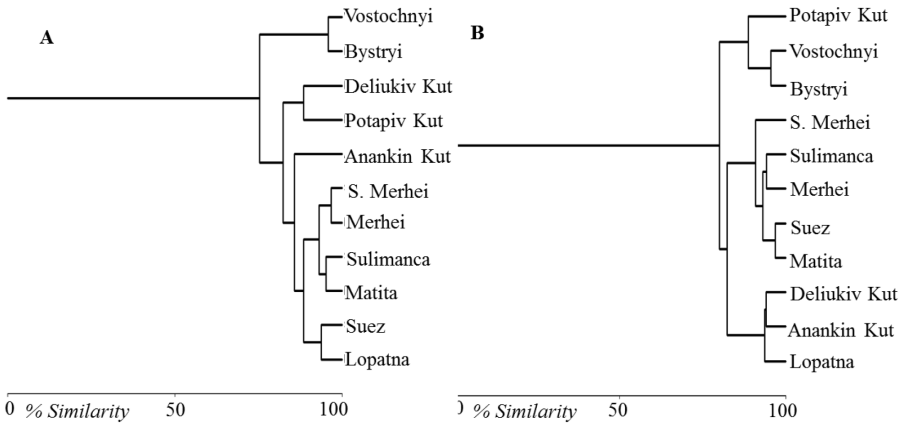 A
Vostochnyi
Bystryi
Deliukiv Kut
Potapiv Kut
Anankin Kut
S. Merhei
Merhei
Sulimanca
Matita
Suez
Lopatna
0 % Similarity 50 100
B
Potapiv Kut
Vostochnyi
Bystryi
S. Merhei
Sulimanca
Merhei
Suez
Matita
Deliukiv Kut
Anankin Kut
Lopatna
0 % Similarity 50 100